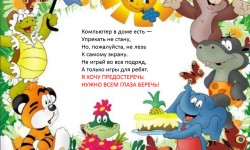 Компьютер в доме есть —
Упрекать не стану,
Но, пожалуйста, не лезь
К самому экрану.
Не играй во все подряд,
А только игры для ребят.
Я ХОЧУ ПРЕДОСТЕРЕЧЬ:
НУЖНО ВСЕМ ГЛАЗА БЕРЕЧЬ!